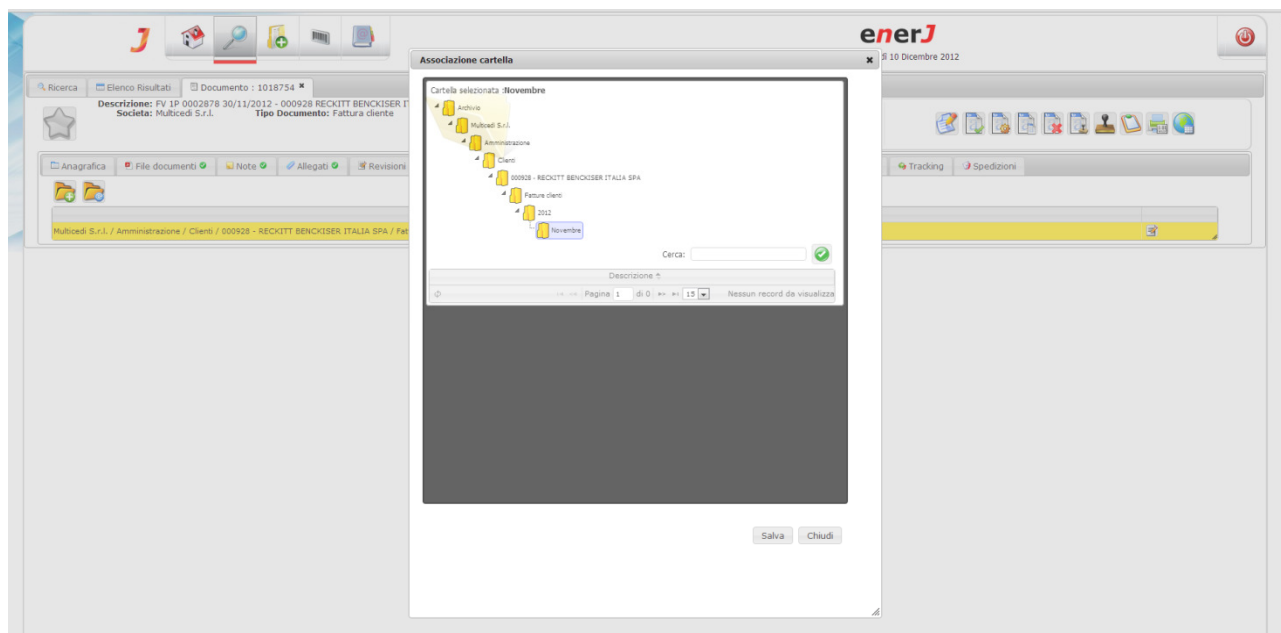 J
enerJ
Associazione cartella
ì 10 Dicembre 2012
Ricerca
Elenco Risultati
Documento : 1018754
Descrizione: FV 1P 0002878 30/11/2012 - 000928 RECKITT BENCKISER
Societa: Multicedi S.r.l. Tipo Documento: Fattura cliente
Anagrafica
File documenti
Note
Allegati
Revisioni
Tracking
Spedizioni
Multicedi S.r.l. / Amministrazione / Clienti / 000928 - RECKITT BENCKISER ITALIA SPA / Fat
Cartella selezionata :Novembre
Archivio
Multicedi S.r.l.
Amministrazione
Clienti
000928 - RECKITT BENCKISER ITALIA SPA
Fatture clienti
2012
Novembre
Cerca:
Descrizione
Pagina 1 di 0 15 Nessun record da visualizza
Salva Chiudi